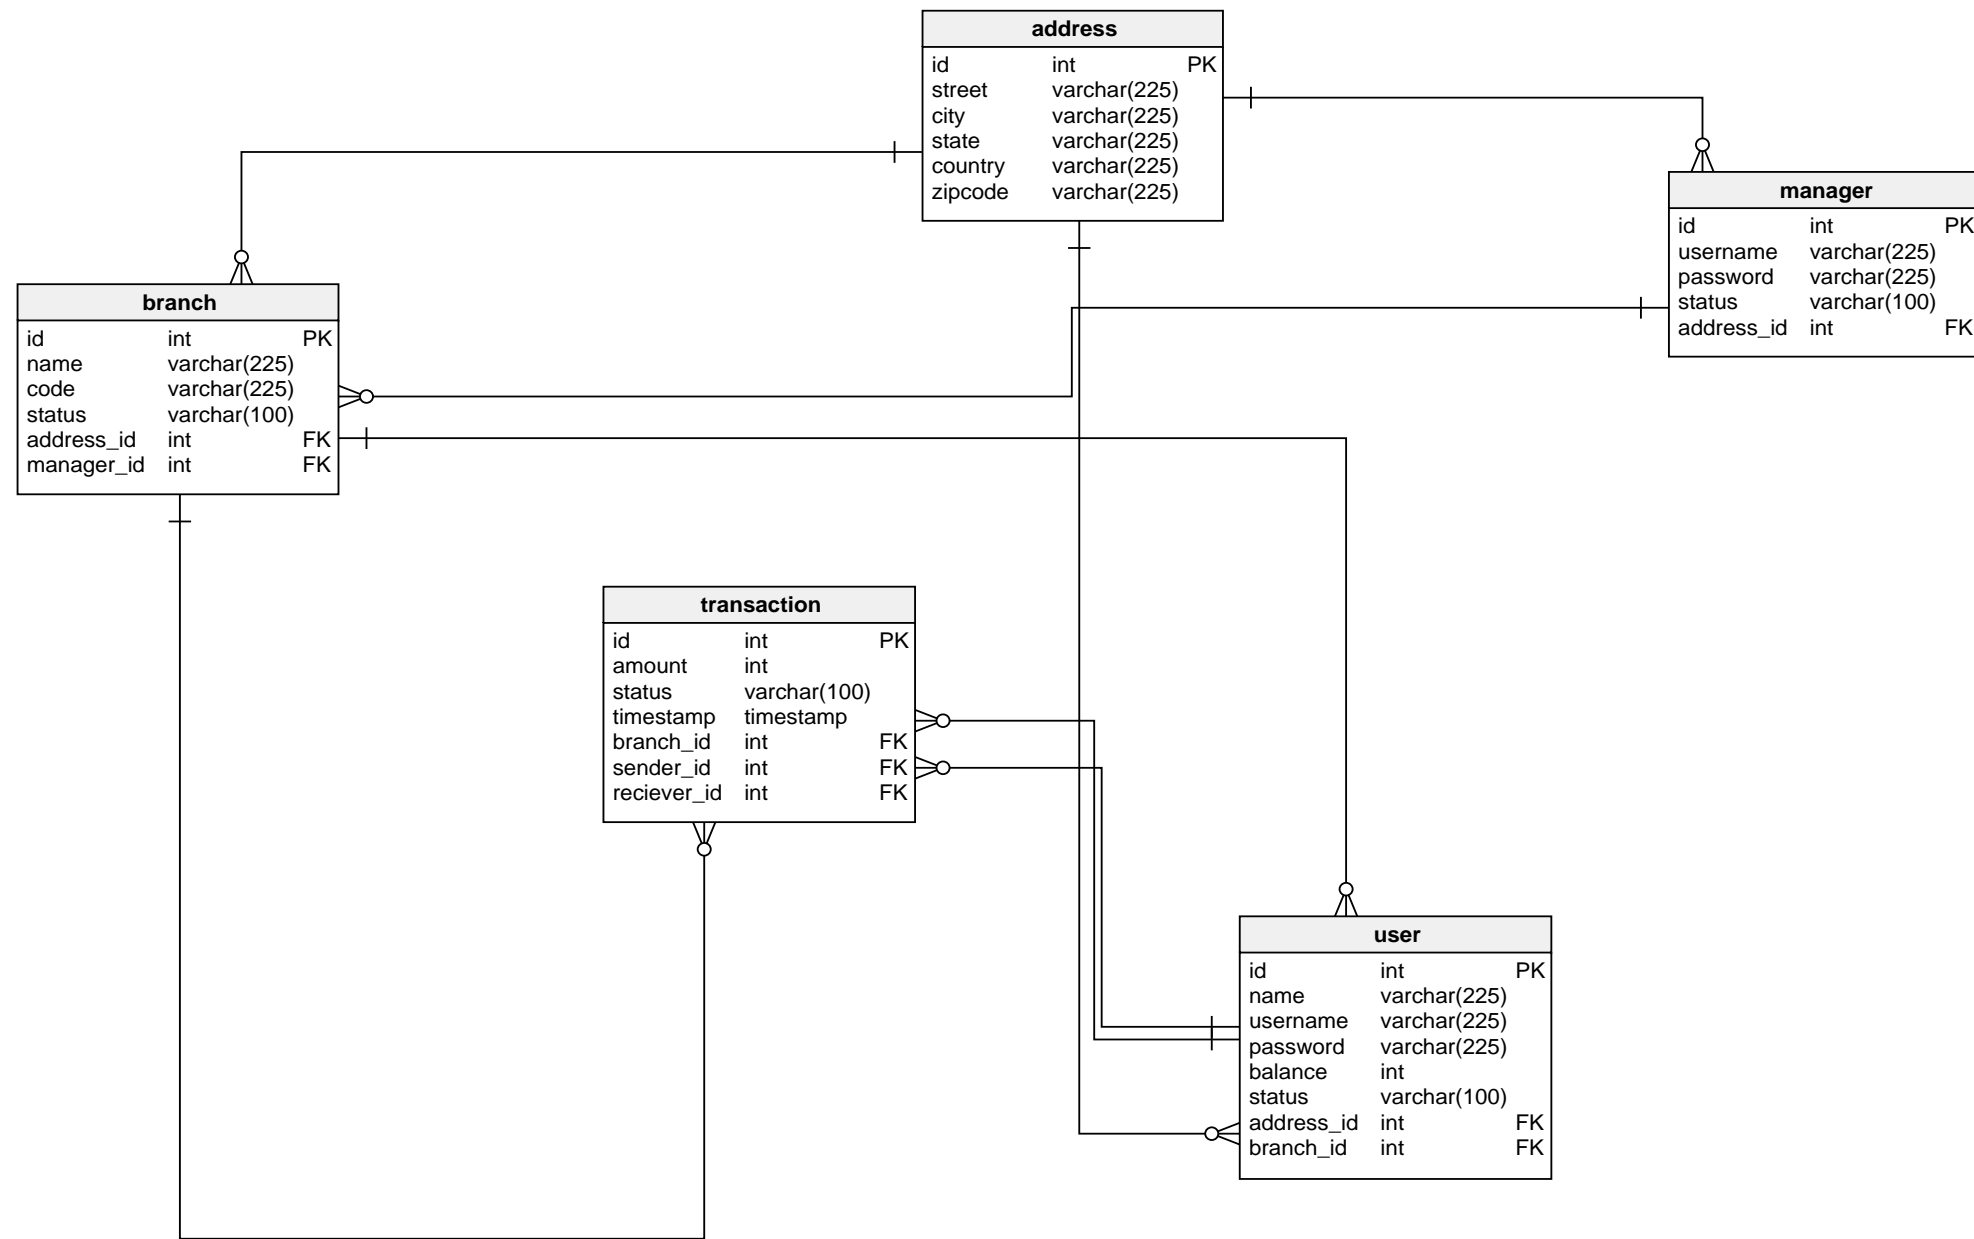 address
id int PK
street varchar(225)
city varchar(225)
state varchar(225)
country varchar(225)
zipcode varchar(225)
manager
id int PK
username varchar(225)
password varchar(225)
status varchar(100)
address_id int FK
branch
id int PK
name varchar(225)
code varchar(225)
status varchar(100)
address_id int FK
manager_id int FK
transaction
id int PK
amount int
status varchar(100)
timestamp timestamp
branch_id int FK
sender_id int FK
reciever_id int FK
user
id int PK
name varchar(225)
username varchar(225)
password varchar(225)
balance int
status varchar(100)
address_id int FK
branch_id int FK